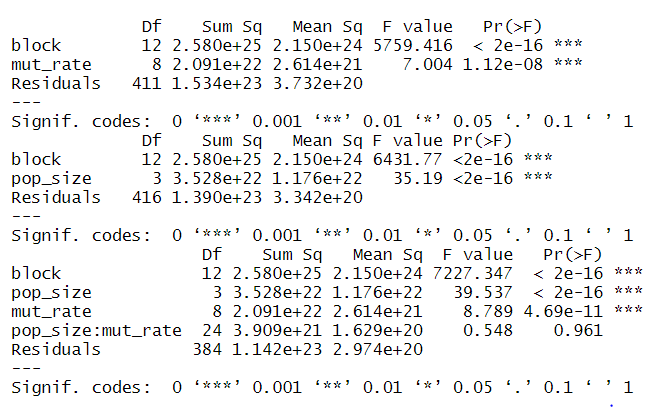 Df    Sum Sq   Mean Sq  F value   Pr(>F)
block        12 2.580e+25 2.150e+24 5759.416  < 2e-16 ***
mut_rate      8 2.091e+22 2.614e+21    7.004 1.12e-08 ***
Residuals   411 1.534e+23 3.732e+20
---
Signif. codes:  0 ‘***’ 0.001 ‘**’ 0.01 ‘*’ 0.05 ‘.’ 0.1 ‘ ’ 1
             Df    Sum Sq   Mean Sq F value Pr(>F)
block        12 2.580e+25 2.150e+24 6431.77 <2e-16 ***
pop_size      3 3.528e+22 1.176e+22   35.19 <2e-16 ***
Residuals   416 1.390e+23 3.342e+20
---
Signif. codes:  0 ‘***’ 0.001 ‘**’ 0.01 ‘*’ 0.05 ‘.’ 0.1 ‘ ’ 1
                   Df    Sum Sq   Mean Sq  F value   Pr(>F)
block              12 2.580e+25 2.150e+24 7227.347  < 2e-16 ***
pop_size            3 3.528e+22 1.176e+22   39.537  < 2e-16 ***
mut_rate            8 2.091e+22 2.614e+21    8.789 4.69e-11 ***
pop_size:mut_rate  24 3.909e+21 1.629e+20    0.548    0.961
Residuals         384 1.142e+23 2.974e+20
---
Signif. codes:  0 ‘***’ 0.001 ‘**’ 0.01 ‘*’ 0.05 ‘.’ 0.1 ‘ ’ 1